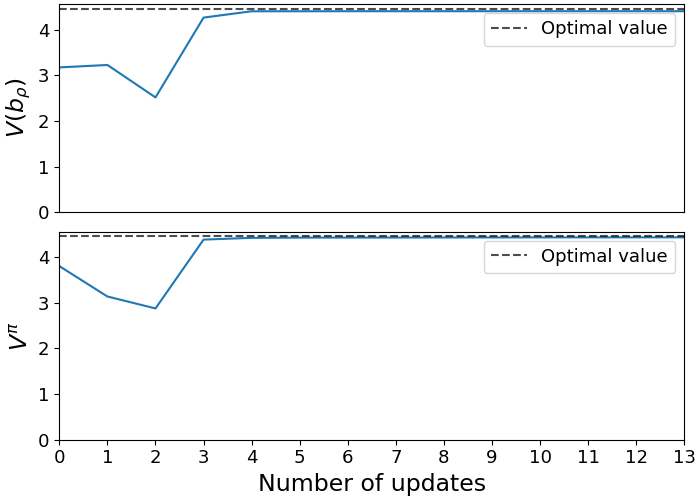 4
3
2
1
0
V(b_ρ)
Optimal value
4
3
2
1
0
V^π
Optimal value
0 1 2 3 4 5 6 7 8 9 10 11 12 13
Number of updates